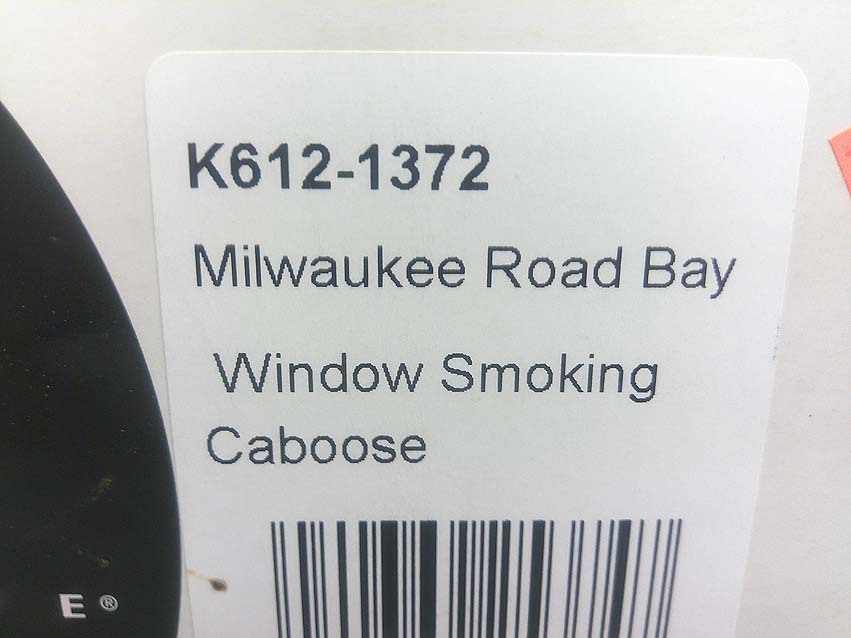 K612-1372
Milwaukee Road Bay
Window Smoking
Caboose
E®